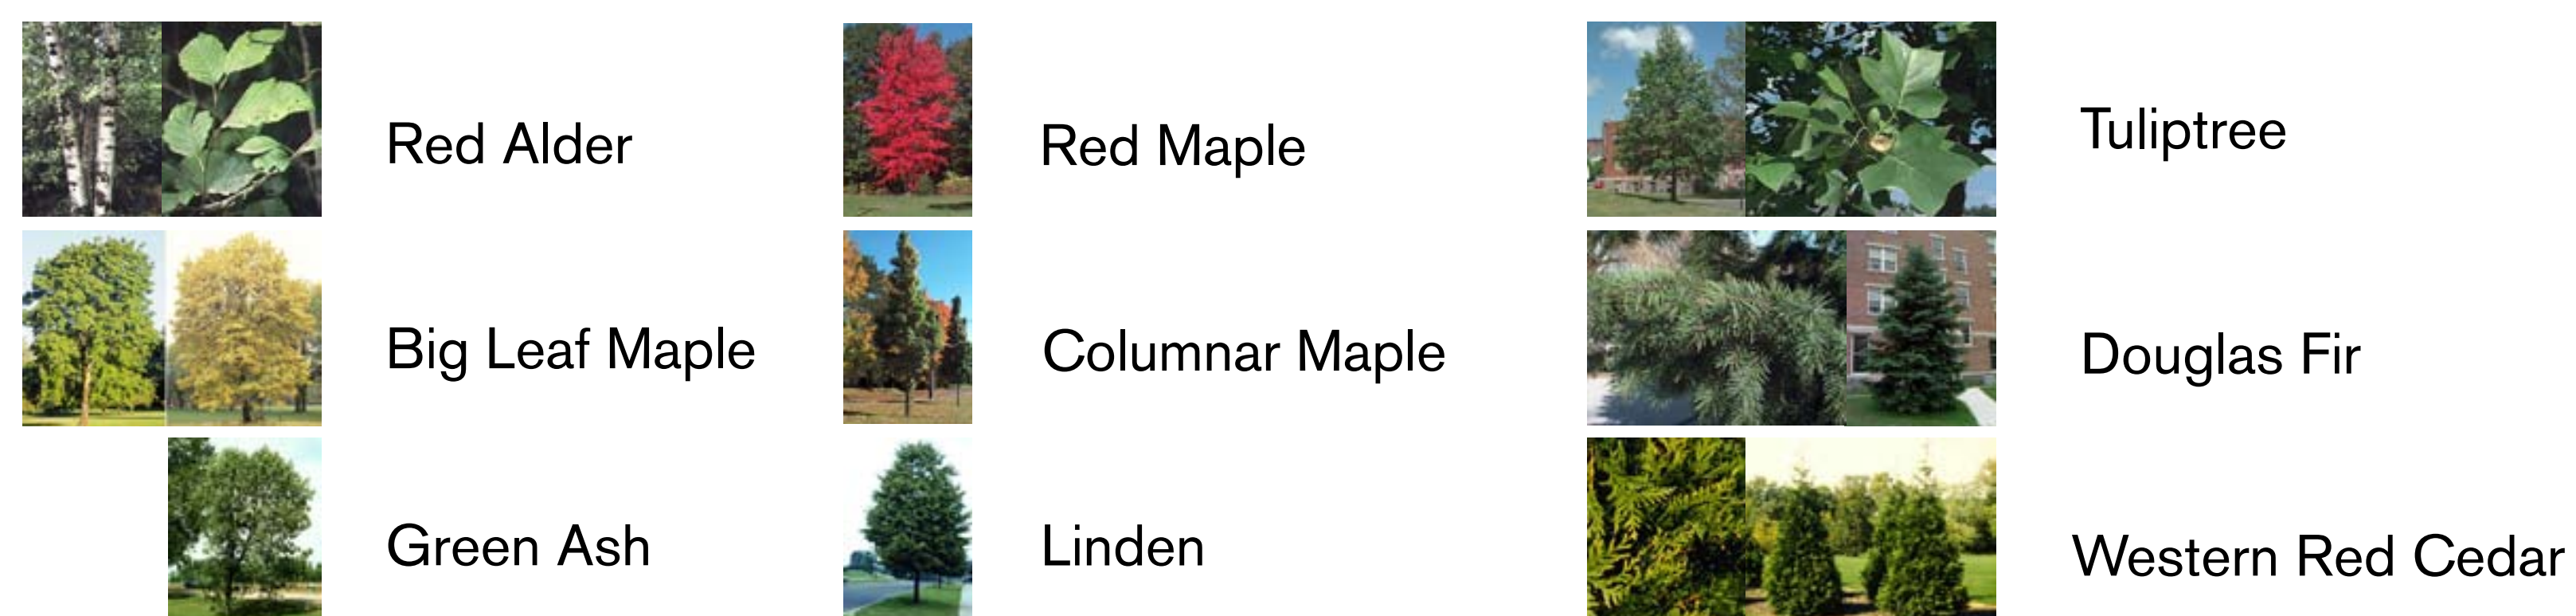 Red Alder
Red Maple
Tuliptree
Big Leaf Maple
Columnar Maple
Douglas Fir
Green Ash
Linden
Western Red Cedar